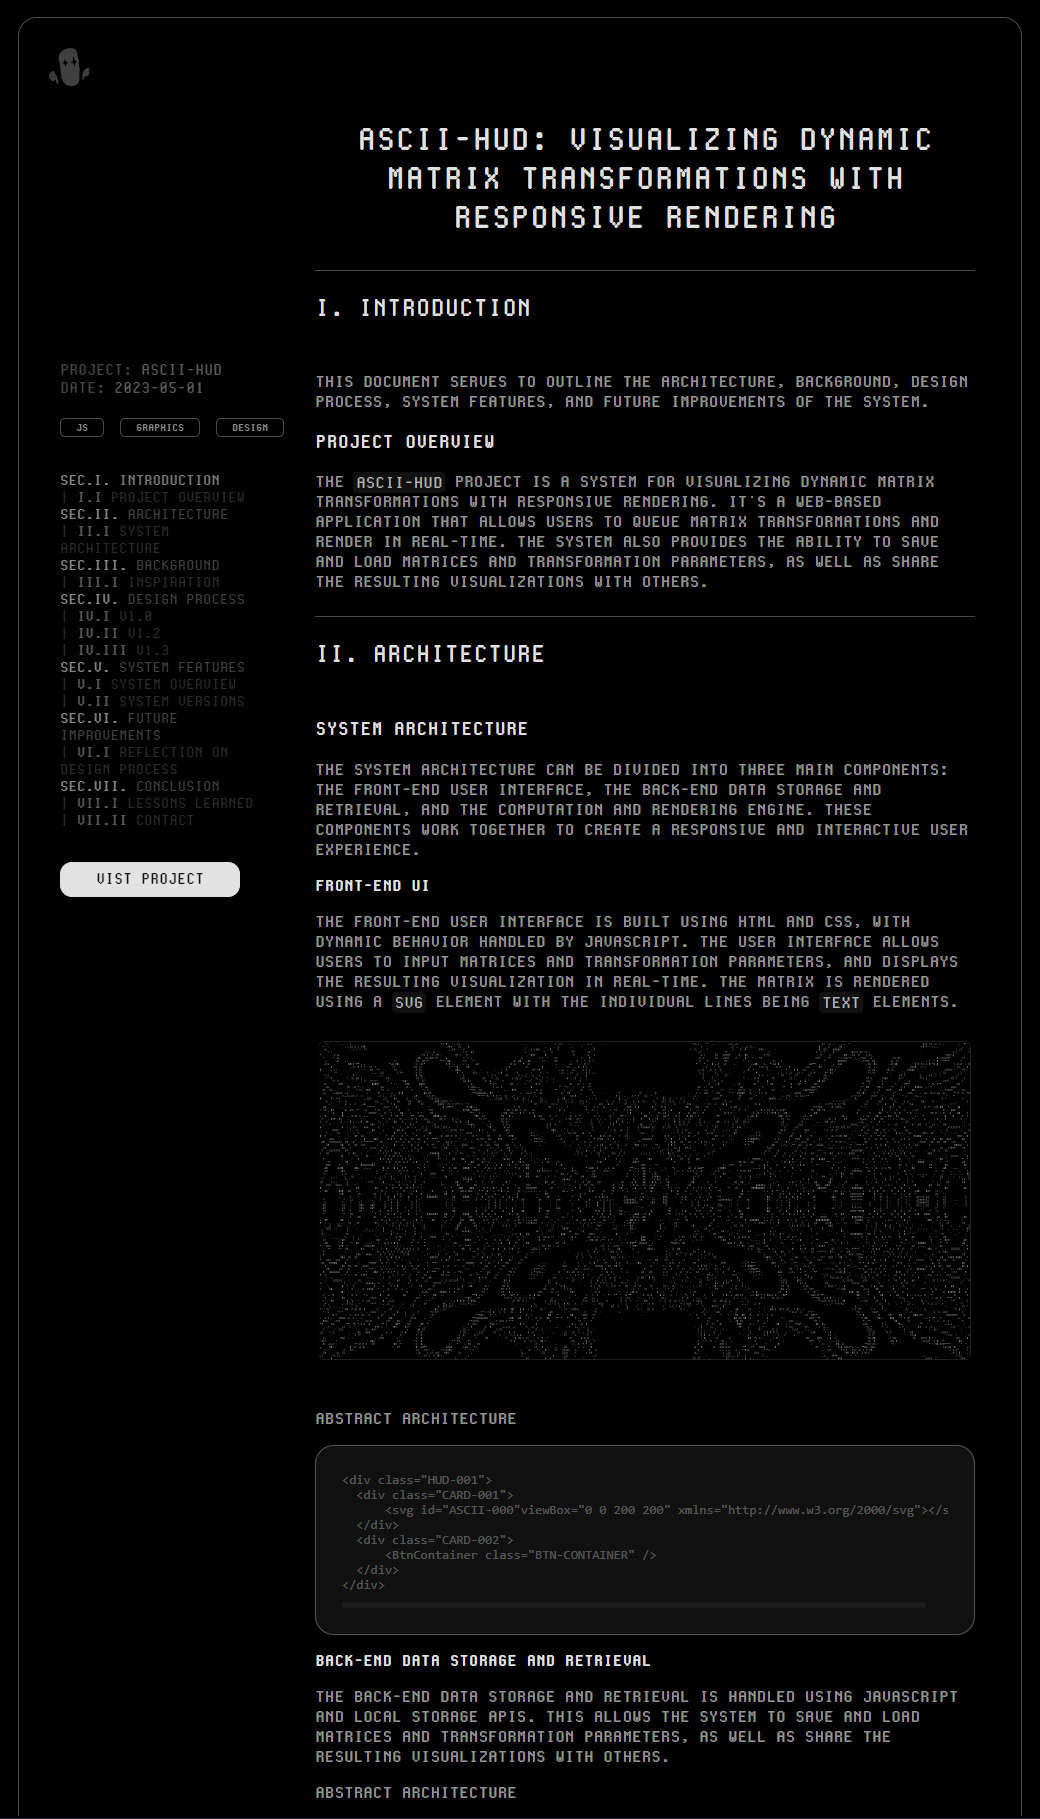 ASCII-HUD: VISUALIZING DYNAMIC
MATRIX TRANSFORMATIONS WITH
RESPONSIVE RENDERING
PROJECT: ASCII-HUD
DATE: 2023-05-01
JS GRAPHICS DESIGN
SEC.I. INTRODUCTION
| I.I PROJECT OVERVIEW
SEC.II. ARCHITECTURE
| II.I SYSTEM
ARCHITECTURE
SEC.III. BACKGROUND
| III.I INSPIRATION
SEC.IV. DESIGN PROCESS
| IV.I V1.0
| IV.II V1.2
| IV.III V1.3
SEC.V. SYSTEM FEATURES
| V.I SYSTEM OVERVIEW
| V.II SYSTEM VERSIONS
SEC.VI. FUTURE
IMPROVEMENTS
| VI.I REFLECTION ON
DESIGN PROCESS
SEC.VII. CONCLUSION
| VII.I LESSONS LEARNED
| VII.II CONTACT
VIST PROJECT
I. INTRODUCTION
THIS DOCUMENT SERVES TO OUTLINE THE ARCHITECTURE, BACKGROUND, DESIGN
PROCESS, SYSTEM FEATURES, AND FUTURE IMPROVEMENTS OF THE SYSTEM.
PROJECT OVERVIEW
THE ASCII-HUD PROJECT IS A SYSTEM FOR VISUALIZING DYNAMIC MATRIX
TRANSFORMATIONS WITH RESPONSIVE RENDERING. IT'S A WEB-BASED
APPLICATION THAT ALLOWS USERS TO QUEUE MATRIX TRANSFORMATIONS AND
RENDER IN REAL-TIME. THE SYSTEM ALSO PROVIDES THE ABILITY TO SAVE
AND LOAD MATRICES AND TRANSFORMATION PARAMETERS, AS WELL AS SHARE
THE RESULTING VISUALIZATIONS WITH OTHERS.
II. ARCHITECTURE
SYSTEM ARCHITECTURE
THE SYSTEM ARCHITECTURE CAN BE DIVIDED INTO THREE MAIN COMPONENTS:
THE FRONT-END USER INTERFACE, THE BACK-END DATA STORAGE AND
RETRIEVAL, AND THE COMPUTATION AND RENDERING ENGINE. THESE
COMPONENTS WORK TOGETHER TO CREATE A RESPONSIVE AND INTERACTIVE USER
EXPERIENCE.
FRONT-END UI
THE FRONT-END USER INTERFACE IS BUILT USING HTML AND CSS, WITH
DYNAMIC BEHAVIOR HANDLED BY JAVASCRIPT. THE USER INTERFACE ALLOWS
USERS TO INPUT MATRICES AND TRANSFORMATION PARAMETERS, AND DISPLAYS
THE RESULTING VISUALIZATION IN REAL-TIME. THE MATRIX IS RENDERED
USING A SVG ELEMENT WITH THE INDIVIDUAL LINES BEING TEXT ELEMENTS.
ABSTRACT ARCHITECTURE
<div class="HUD-001">
<div class="CARD-001">
<svg id="ASCII-000"viewBox="0 0 200 200" xmlns="http://www.w3.org/2000/svg"></s
</div>
<div class="CARD-002">
<BtnContainer class="BTN-CONTAINER" />
</div>
</div>
BACK-END DATA STORAGE AND RETRIEVAL
THE BACK-END DATA STORAGE AND RETRIEVAL IS HANDLED USING JAVASCRIPT
AND LOCAL STORAGE APIS. THIS ALLOWS THE SYSTEM TO SAVE AND LOAD
MATRICES AND TRANSFORMATION PARAMETERS, AS WELL AS SHARE THE
RESULTING VISUALIZATIONS WITH OTHERS.
ABSTRACT ARCHITECTURE